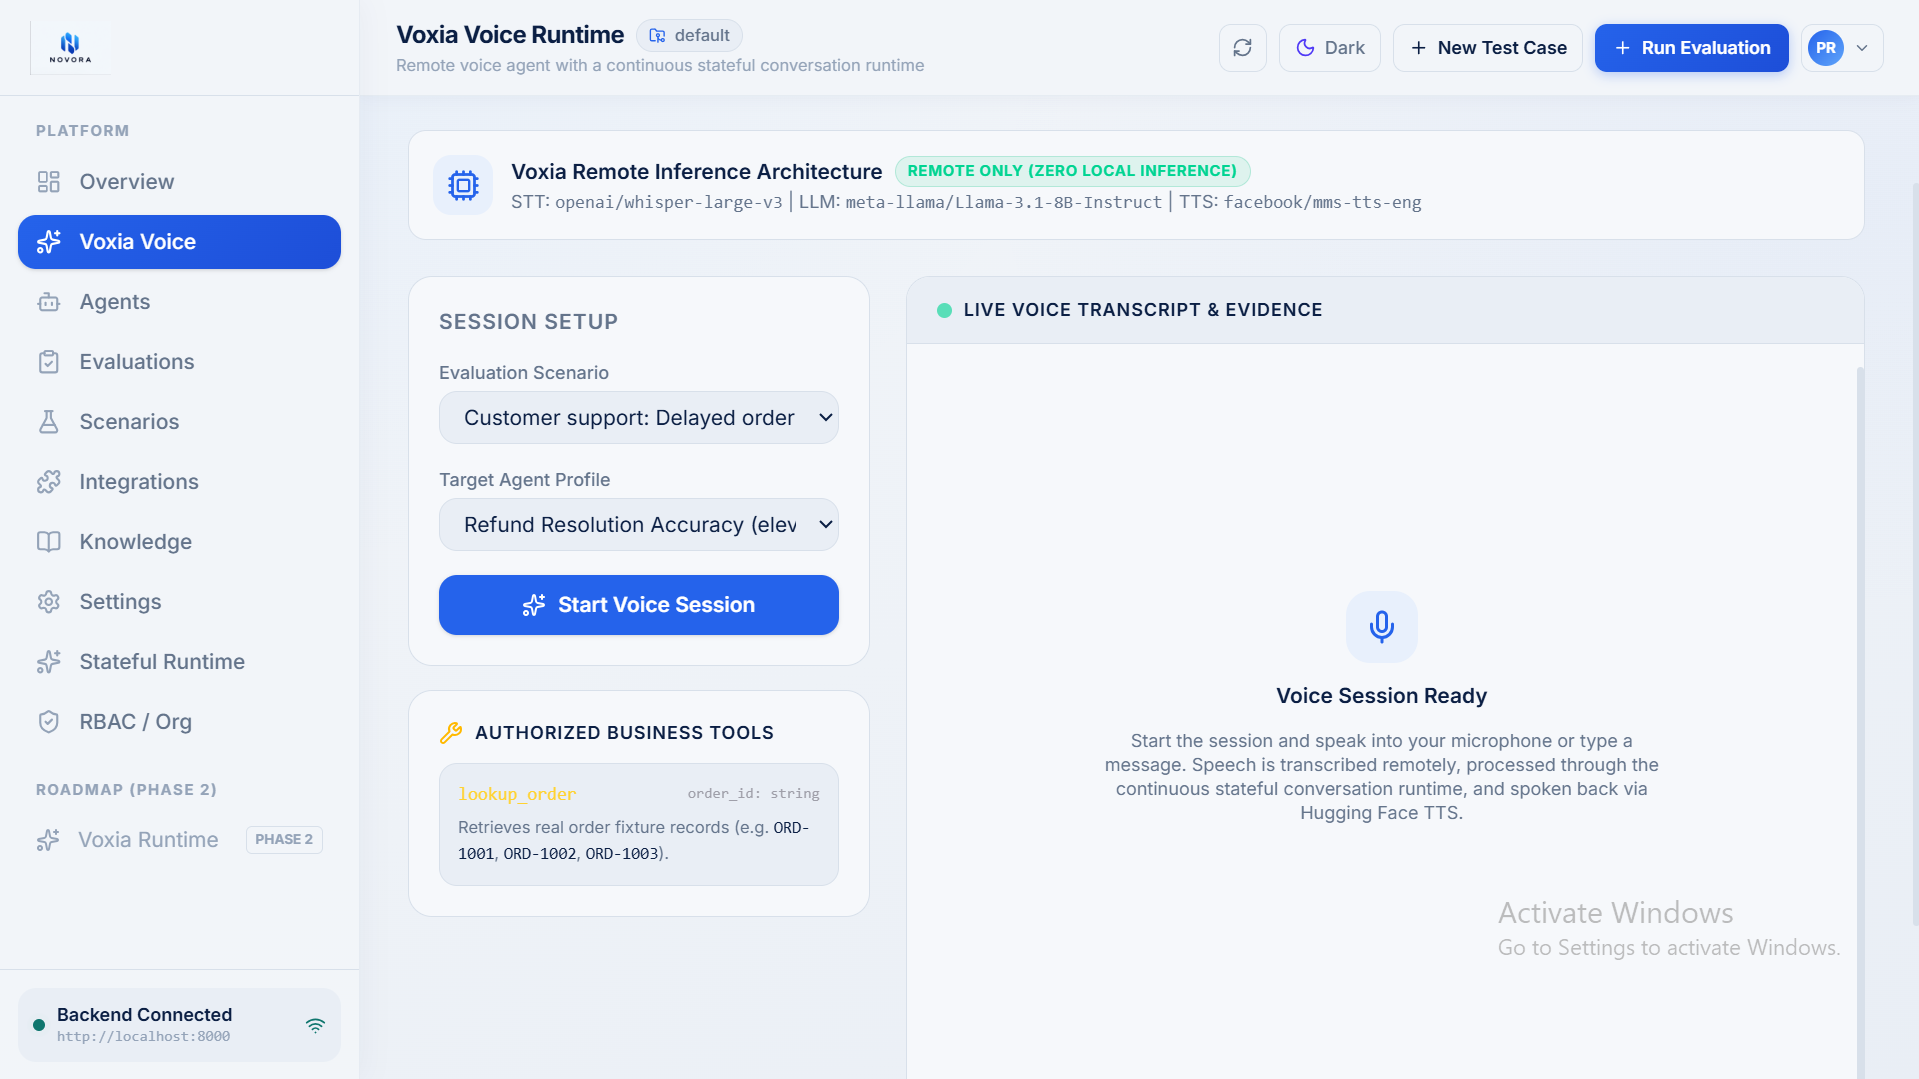 NOVORA
PLATFORM
Overview
Voxia Voice
Agents
Evaluations
Scenarios
Integrations
Knowledge
Settings
Stateful Runtime
RBAC / Org
ROADMAP (PHASE 2)
Voxia Runtime PHASE 2
Backend Connected
http://localhost:8000
Voxia Voice Runtime default
Remote voice agent with a continuous stateful conversation runtime
Dark
New Test Case
Run Evaluation
PR
Voxia Remote Inference Architecture REMOTE ONLY (ZERO LOCAL INFERENCE)
STT: openai/whisper-large-v3 | LLM: meta-llama/Llama-3.1-8B-Instruct | TTS: facebook/mms-tts-eng
SESSION SETUP
Evaluation Scenario
Customer support: Delayed order
Target Agent Profile
Refund Resolution Accuracy (elev
Start Voice Session
AUTHORIZED BUSINESS TOOLS
lookup_order order_id: string
Retrieves real order fixture records (e.g. ORD-
1001, ORD-1002, ORD-1003).
LIVE VOICE TRANSCRIPT & EVIDENCE
Voice Session Ready
Start the session and speak into your microphone or type a
message. Speech is transcribed remotely, processed through the
continuous stateful conversation runtime, and spoken back via
Hugging Face TTS.
Activate Windows
Go to Settings to activate Windows.